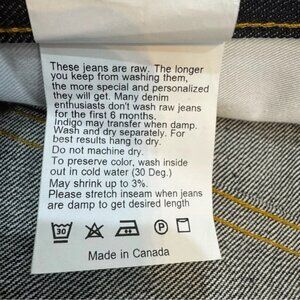 These jeans are raw. The longer
you keep from washing them,
the more special and personalized
they will get. Many denim
enthusiasts don't wash raw jeans
for the first 6 months.
Indigo may transfer when damp.
Wash and dry separately. For
best results hang to dry.
Do not machine dry.
To preserve color, wash inside
out in cold water (30 Deg.)
May shrink up to 3%.
Please stretch inseam when jeans
are damp to get desired length
30
P
Made in Canada